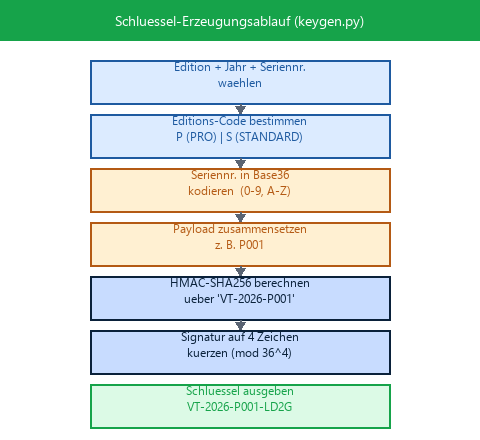 Schluessel-Erzeugungsablauf (keygen.py)
Edition + Jahr + Seriennr.
waehlen
Editions-Code bestimmen
P (PRO) | S (STANDARD)
Seriennr. in Base36
kodieren  (0-9, A-Z)
Payload zusammensetzen
z. B. P001
HMAC-SHA256 berechnen
ueber 'VT-2026-P001'
Signatur auf 4 Zeichen
kuerzen (mod 36^4)
Schluessel ausgeben
VT-2026-P001-LD2G